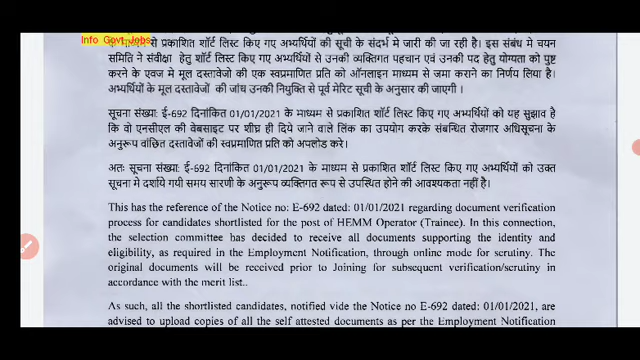 Info Govt Jobs
के माध्यम से प्रकाशित शॉर्ट लिस्ट किए गए अभ्यर्थियों की सूची के संदर्भ मे जारी की जा रही है। इस संबंध मे चयन
समिति ने संवीक्षा हेतु शॉर्ट लिस्ट किए गए अभ्यर्थियों से उनकी व्यक्तिगत पहचान एवं उनकी पद हेतु योग्यता को पुष्ट
करने के एवज मे मूल दस्तावेजो की एक स्वप्रमाणित प्रति को ऑनलाइन माध्यम से जमा कराने का निर्णय लिया है।
अभ्यर्थियों के मूल दस्तावेजों की जांच उनकी नियुक्ति से पूर्व मेरिट सूची के अनुसार की जाएगी ।
सूचना संख्याः ई-692 दिनांकित 01/01/2021 के माध्यम से प्रकाशित शॉर्ट लिस्ट किए गए अभ्यर्थियों को यह सुझाव है
कि वो एनसीएल की वेबसाइट पर शीघ्र ही दिये जाने वाले लिंक का उपयोग करके संबन्धित रोजगार अधिसूचना के
अनुरूप वांछित दस्तावेजों की स्वप्रमाणित प्रति को अपलोड करे।
अतः सूचना संख्याः ई-692 दिनांकित 01/01/2021 के माध्यम से प्रकाशित शॉर्ट लिस्ट किए गए अभ्यर्थियों को उक्त
सूचना मे दर्शाये गयी समय सारणी के अनुरूप व्यक्तिगत रूप से उपस्थित होने की आवश्यकता नहीं है।
This has the reference of the Notice no: E-692 dated: 01/01/2021 regarding document verification
process for candidates shortlisted for the post of HEMM Operator (Trainee). In this connection,
the selection committee has decided to receive all documents supporting the identity and
eligibility, as required in the Employment Notification, through online mode for scrutiny. The
original documents will be received prior to Joining for subsequent verification/scrutiny in
accordance with the merit list..
As such, all the shortlisted candidates, notified vide the Notice no E-692 dated: 01/01/2021, are
advised to upload copies of all the self attested documents as per the Employment Notification